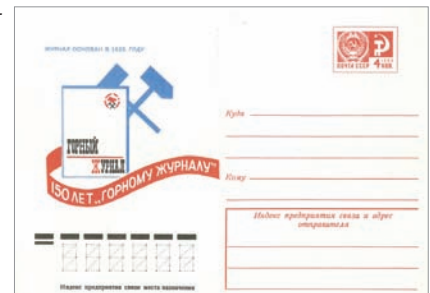 ЖУРНАЛ ОСНОВАН В 1825 ГОДУ
ГОРНЫЙ
ЖУРНАЛ
150 ЛЕТ „ГОРНОМУ ЖУРНАЛУ"
ПОЧТА СССР 4 КОП.
Куда
Кому
Индекс предприятия связи и адрес
отправителя
Индекс предприятия связи места назначения